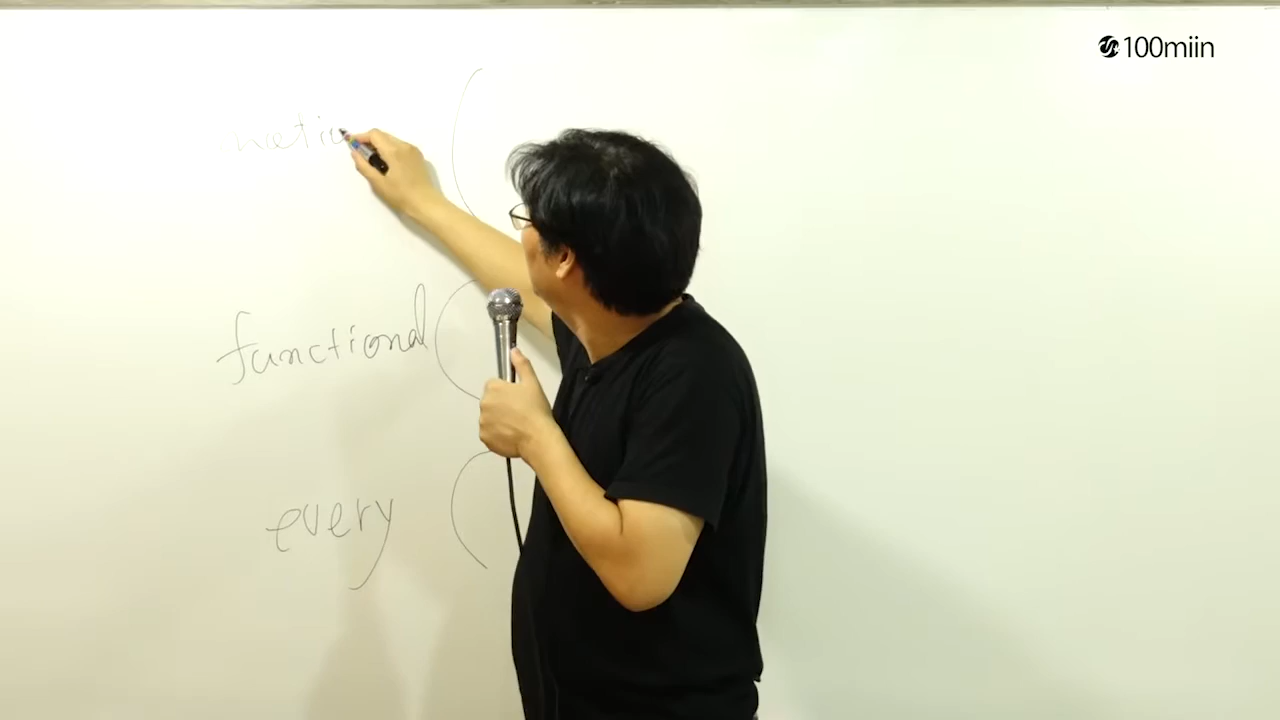 100miin
functional (
every (